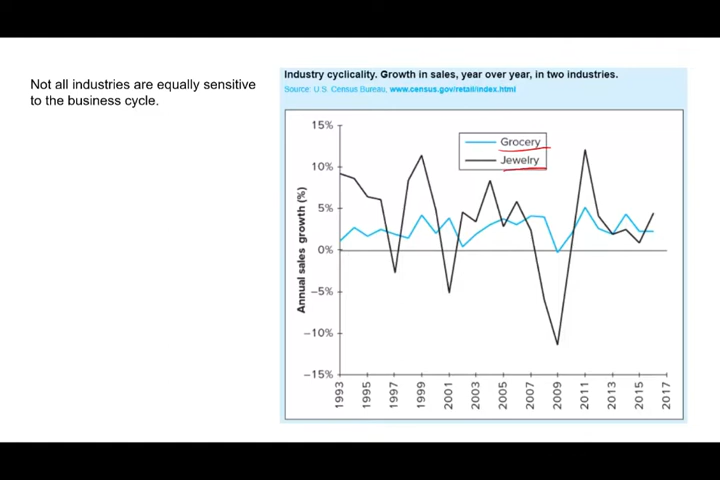 Not all industries are equally sensitive
to the business cycle.
Industry cyclicality. Growth in sales, year over year, in two industries.
Source: U.S. Census Bureau, www.census.gov/retail/index.html
Grocery
Jewelry
Annual sales growth (%)
15%
10%
5%
0%
−5%
−10%
−15%
1993
1995
1997
1999
2001
2003
2005
2007
2009
2011
2013
2015
2017